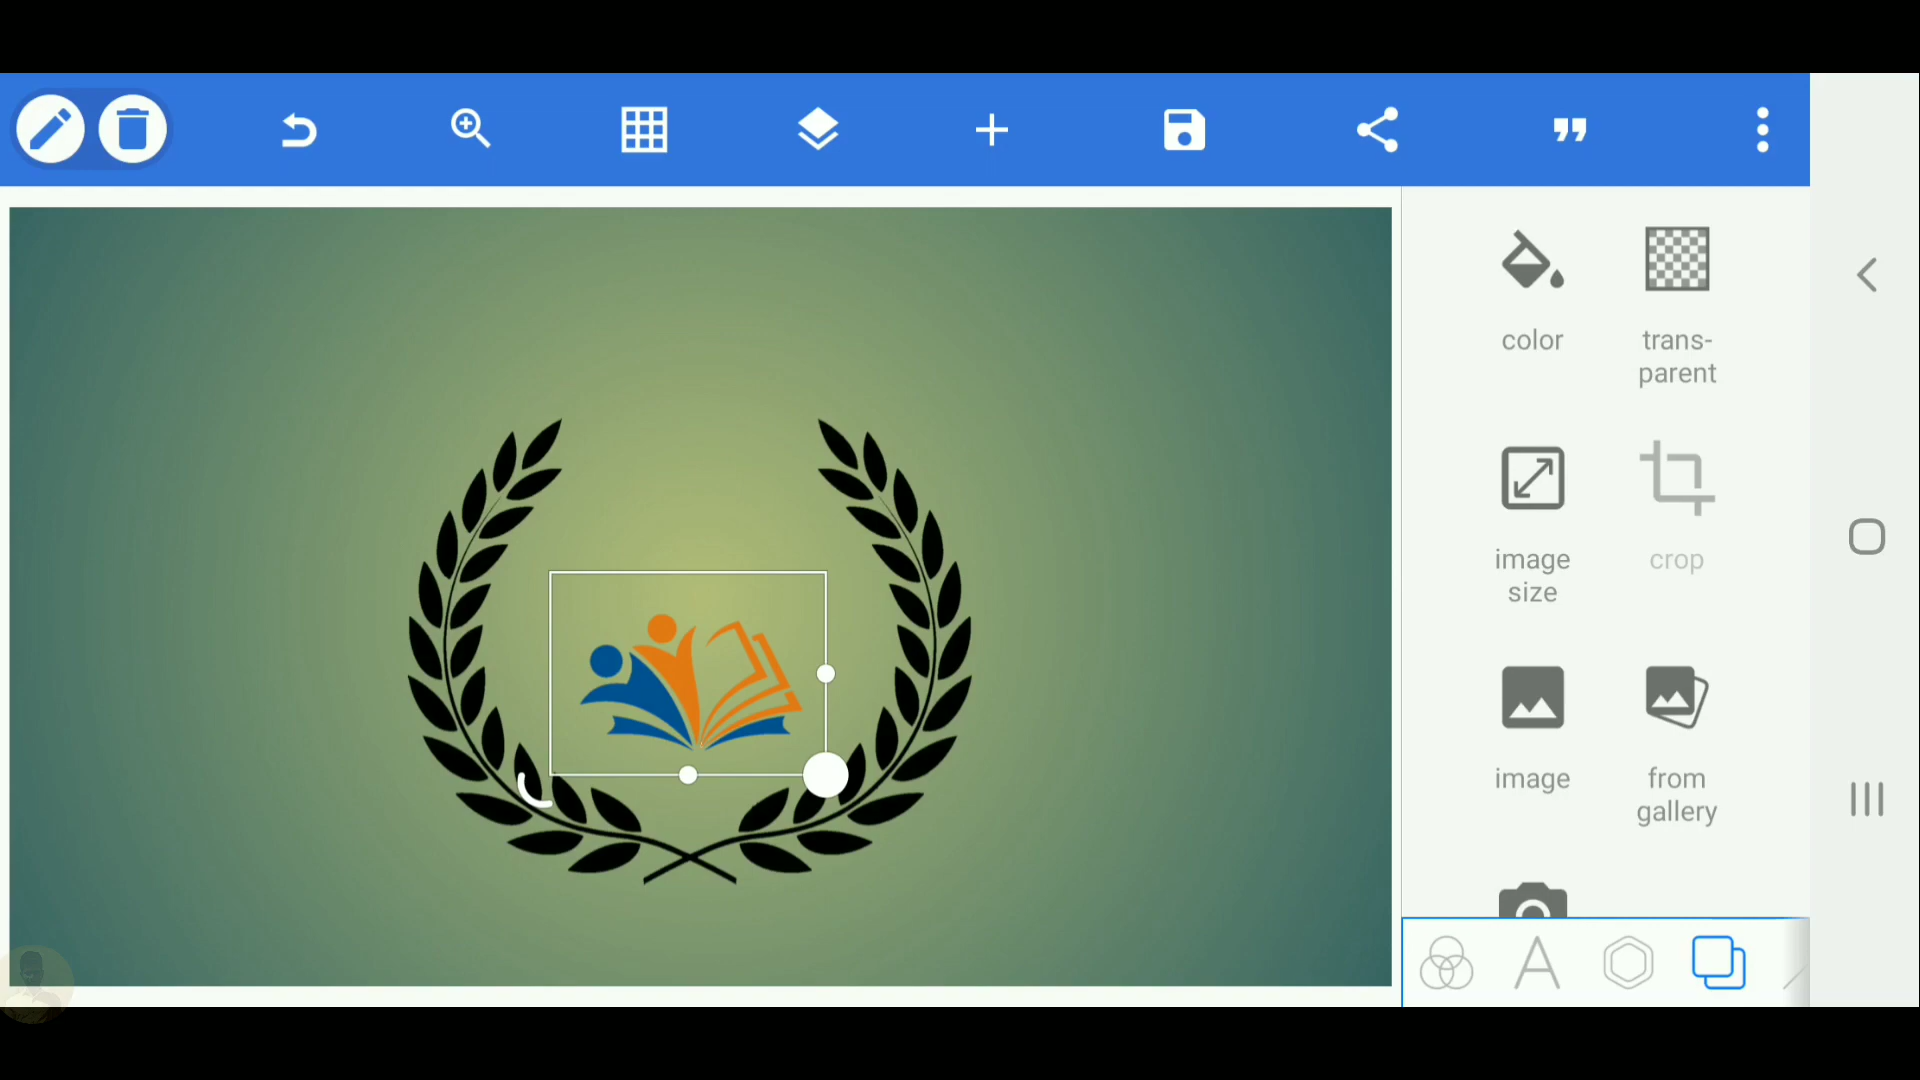 color
trans-
parent
image
size
crop
image
from
gallery